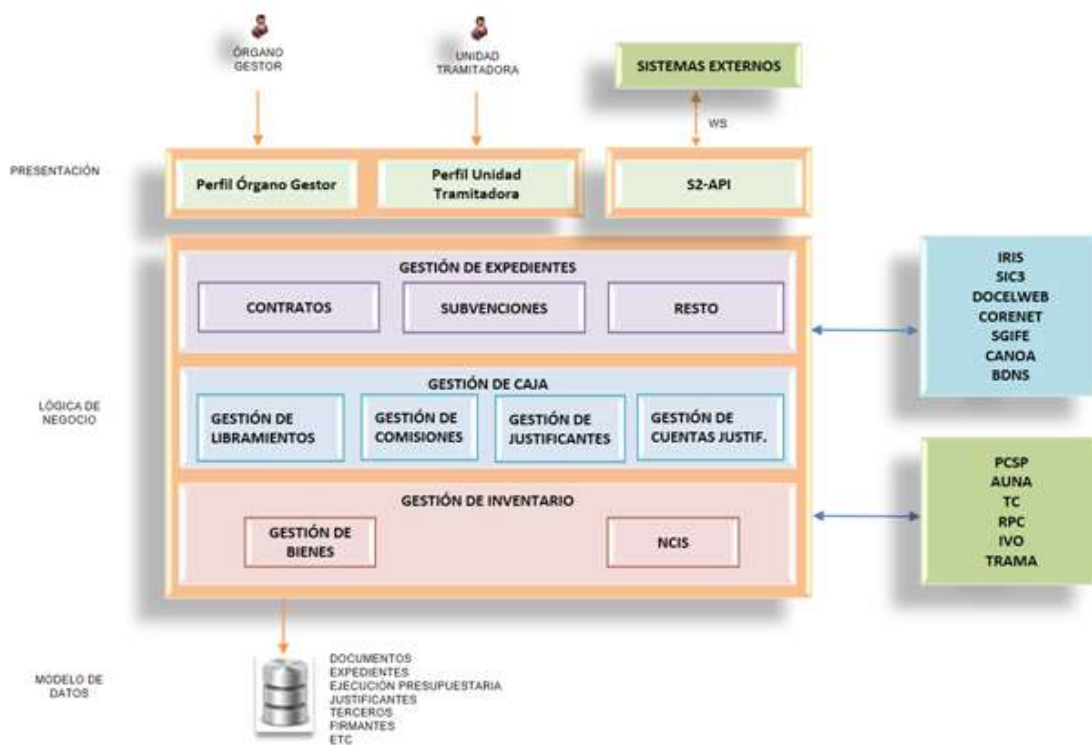 ÓRGANO
GESTOR
UNIDAD
TRAMITADORA
SISTEMAS EXTERNOS
WS
PRESENTACIÓN
Perfil Órgano Gestor
Perfil Unidad
Tramitadora
S2-API
GESTIÓN DE EXPEDIENTES
CONTRATOS
SUBVENCIONES
RESTO
IRIS
SIC3
DOCELWEB
CORENET
SGIFE
CANOA
BDNS
LÓGICA DE
NEGOCIO
GESTIÓN DE CAJA
GESTIÓN DE
LIBRAMIENTOS
GESTIÓN DE
COMISIONES
GESTIÓN DE
JUSTIFICANTES
GESTIÓN DE
CUENTAS JUSTIF.
GESTIÓN DE INVENTARIO
GESTIÓN DE
BIENES
NCIS
PCSP
AUNA
TC
RPC
IVO
TRAMA
MODELO DE
DATOS
DOCUMENTOS
EXPEDIENTES
EJECUCIÓN PRESUPUESTARIA
JUSTIFICANTES
TERCEROS
FIRMANTES
ETC